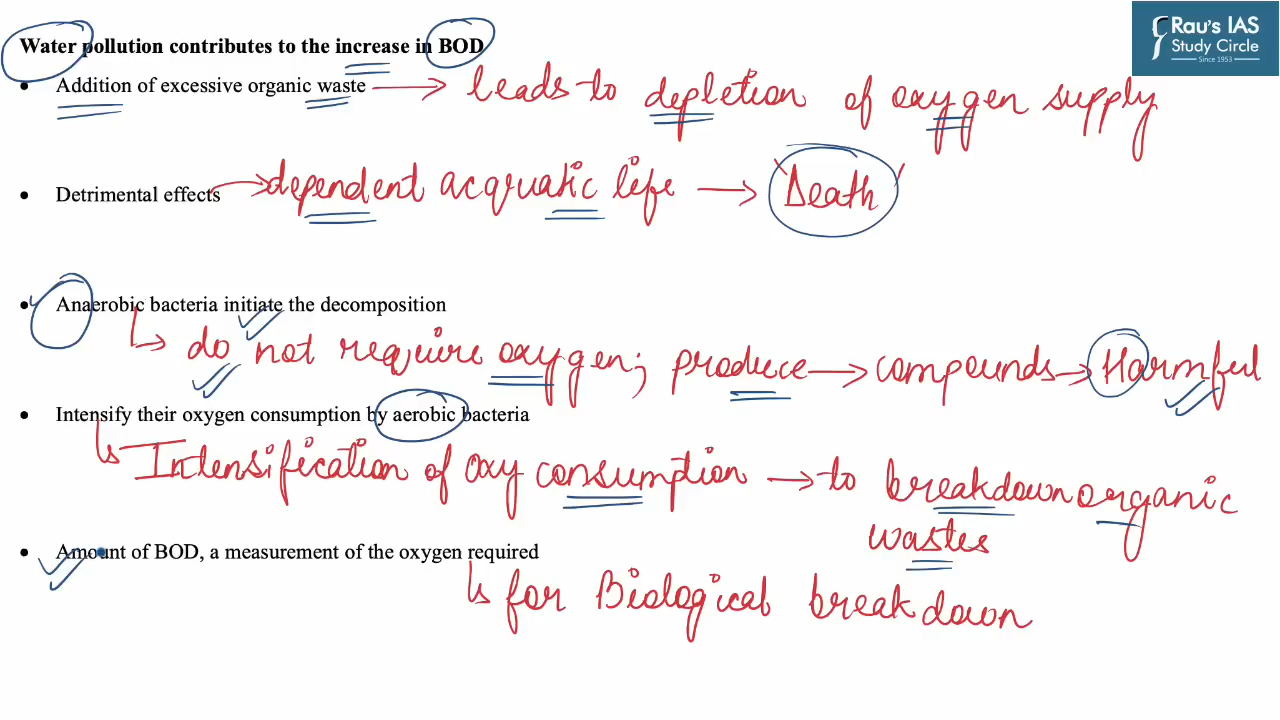 Rau's IAS
Study Circle
Since 1953
Water pollution contributes to the increase in BOD
• Addition of excessive organic waste → leads to depletion of oxygen supply
• Detrimental effects → dependent acquatic life → Death
• Anaerobic bacteria initiate the decomposition
↳ do not require oxygen; produce → compounds → Harmful
• Intensify their oxygen consumption by aerobic bacteria
↳ Intensification of oxy consumption → to breakdown organic
wastes
• Amount of BOD, a measurement of the oxygen required
↳ for Biological breakdown